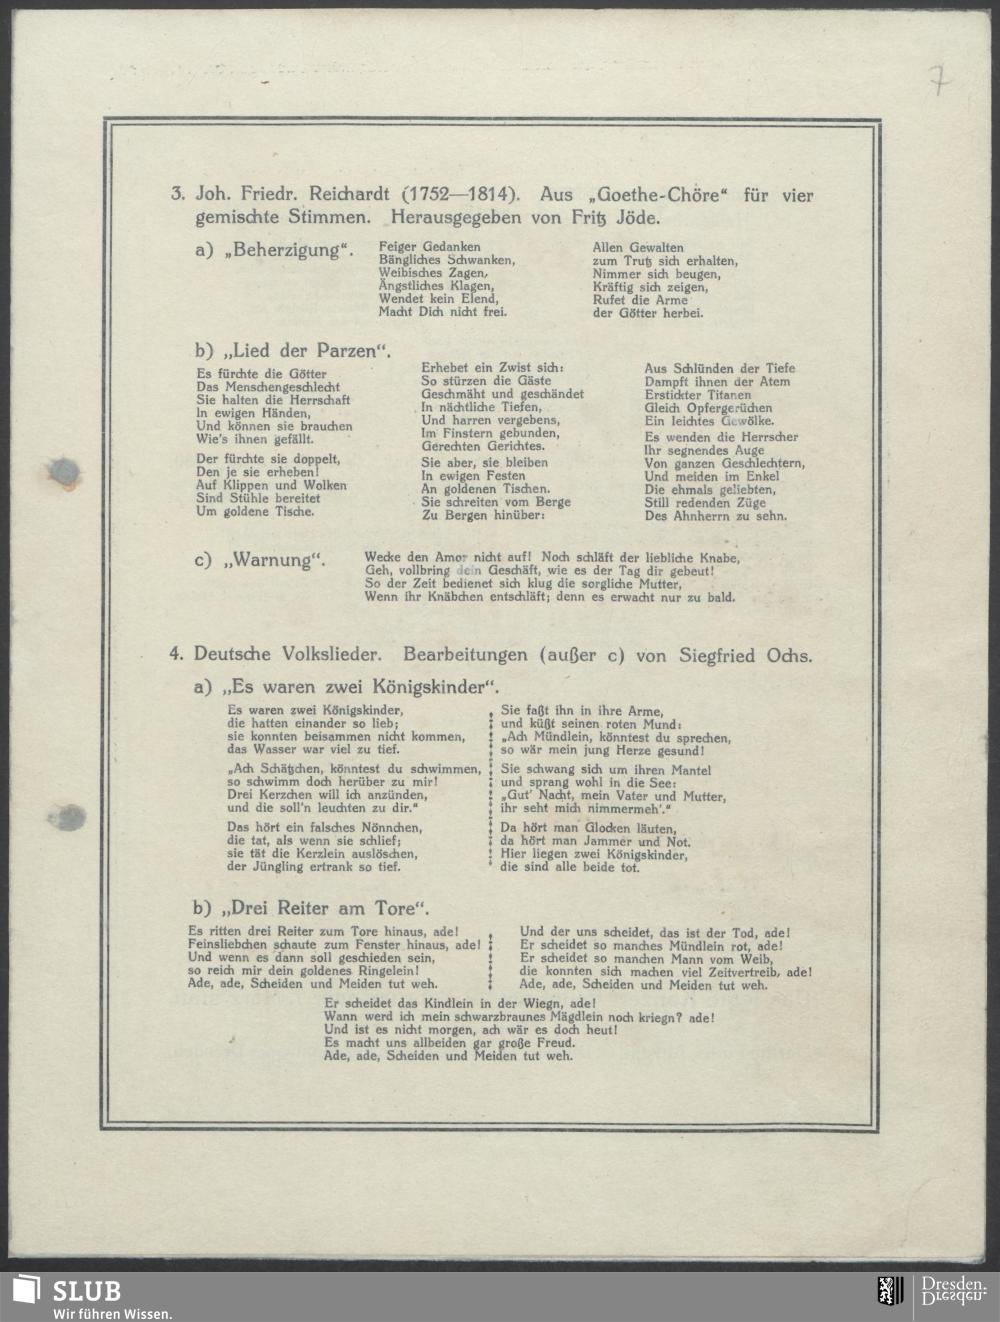 7
3. Joh. Friedr. Reichardt (1752—1814). Aus „Goethe-Chöre“ für vier
gemischte Stimmen. Herausgegeben von Fritz Jöde.
a) „Beherzigung“.
Feiger Gedanken
Bängliches Schwanken,
Weibisches Zagen,
Ängstliches Klagen,
Wendet kein Elend,
Macht Dich nicht frei.
Allen Gewalten
zum Trutz sich erhalten,
Nimmer sich beugen,
Kräftig sich zeigen,
Rufet die Arme
der Götter herbei.
b) „Lied der Parzen“.
Es fürchte die Götter
Das Menschengeschlecht
Sie halten die Herrschaft
In ewigen Händen,
Und können sie brauchen
Wie's ihnen gefällt.
Der fürchte sie doppelt,
Den je sie erheben!
Auf Klippen und Wolken
Sind Stühle bereitet
Um goldene Tische.
Erhebet ein Zwist sich:
So stürzen die Gäste
Geschmäht und geschändet
In nächtliche Tiefen,
Und harren vergebens,
Im Finstern gebunden,
Gerechten Gerichtes.
Sie aber, sie bleiben
In ewigen Festen
An goldenen Tischen.
Sie schreiten vom Berge
Zu Bergen hinüber:
Aus Schlünden der Tiefe
Dampft ihnen der Atem
Erstickter Titanen
Gleich Opfergerüchen
Ein leichtes Gewölke.
Es wenden die Herrscher
Ihr segnendes Auge
Von ganzen Geschlechtern,
Und meiden im Enkel
Die ehmals geliebten,
Still redenden Züge
Des Ahnherrn zu sehn.
c) „Warnung“.
Wecke den Amor nicht auf! Noch schläft der liebliche Knabe,
Geh, vollbring dein Geschäft, wie es der Tag dir gebeut!
So der Zeit bedienet sich klug die sorgliche Mutter,
Wenn ihr Knäbchen entschläft; denn es erwacht nur zu bald.
4. Deutsche Volkslieder. Bearbeitungen (außer c) von Siegfried Ochs.
a) „Es waren zwei Königskinder“.
Es waren zwei Königskinder,
die hatten einander so lieb;
sie konnten beisammen nicht kommen,
das Wasser war viel zu tief.
„Ach Schätzchen, könntest du schwimmen,
so schwimm doch herüber zu mir!
Drei Kerzchen will ich anzünden,
und die soll'n leuchten zu dir.“
Das hört ein falsches Nönnchen,
die tat, als wenn sie schlief;
sie tät die Kerzlein auslöschen,
der Jüngling ertrank so tief.
Sie faßt ihn in ihre Arme,
und küßt seinen roten Mund:
„Ach Mündlein, könntest du sprechen,
so wär mein jung Herze gesund!
Sie schwang sich um ihren Mantel
und sprang wohl in die See:
„Gut' Nacht, mein Vater und Mutter,
ihr seht mich nimmermeh'.“
Da hört man Glocken läuten,
da hört man Jammer und Not.
Hier liegen zwei Königskinder,
die sind alle beide tot.
b) „Drei Reiter am Tore“.
Es ritten drei Reiter zum Tore hinaus, ade!
Feinsliebchen schaute zum Fenster hinaus, ade!
Und wenn es dann soll geschieden sein,
so reich mir dein goldenes Ringelein!
Ade, ade, Scheiden und Meiden tut weh.
Und der uns scheidet, das ist der Tod, ade!
Er scheidet so manches Mündlein rot, ade!
Er scheidet so manchen Mann vom Weib,
die konnten sich machen viel Zeitvertreib, ade!
Ade, ade, Scheiden und Meiden tut weh.
Er scheidet das Kindlein in der Wiegn, ade!
Wann werd ich mein schwarzbraunes Mägdlein noch kriegn? ade!
Und ist es nicht morgen, ach wär es doch heut!
Es macht uns allbeiden gar große Freud.
Ade, ade, Scheiden und Meiden tut weh.
SLUB
Wir führen Wissen.
Dresden.
Dresden.